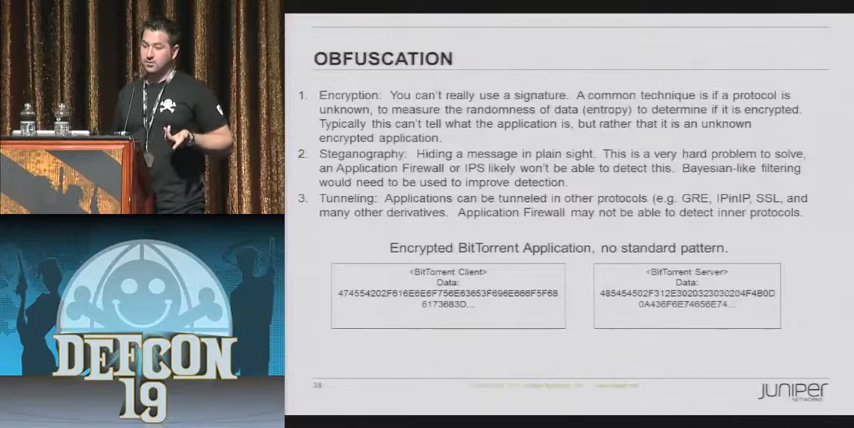 OBFUSCATION
1. Encryption: You can't really use a signature. A common technique is if a protocol is
unknown, to measure the randomness of data (entropy) to determine if it is encrypted.
Typically this can't tell what the application is, but rather that it is an unknown
encrypted application.
2. Steganography: Hiding a message in plain sight. This is a very hard problem to solve,
an Application Firewall or IPS likely won't be able to detect this. Bayesian-like filtering
would need to be used to improve detection.
3. Tunneling: Applications can be tunneled in other protocols (e.g. GRE, IPinIP, SSL, and
many other derivatives. Application Firewall may not be able to detect inner protocols.
Encrypted BitTorrent Application, no standard pattern.
<BitTorrent Client>
Data:
474554202F616E6E6F756E63653F696E666F5F68
6173683D...
<BitTorrent Server>
Data:
485454502F312E3020323030204F4B0D
0A436F6E74656E74...
38
JUNIPER
NETWORKS
DEFCON
19